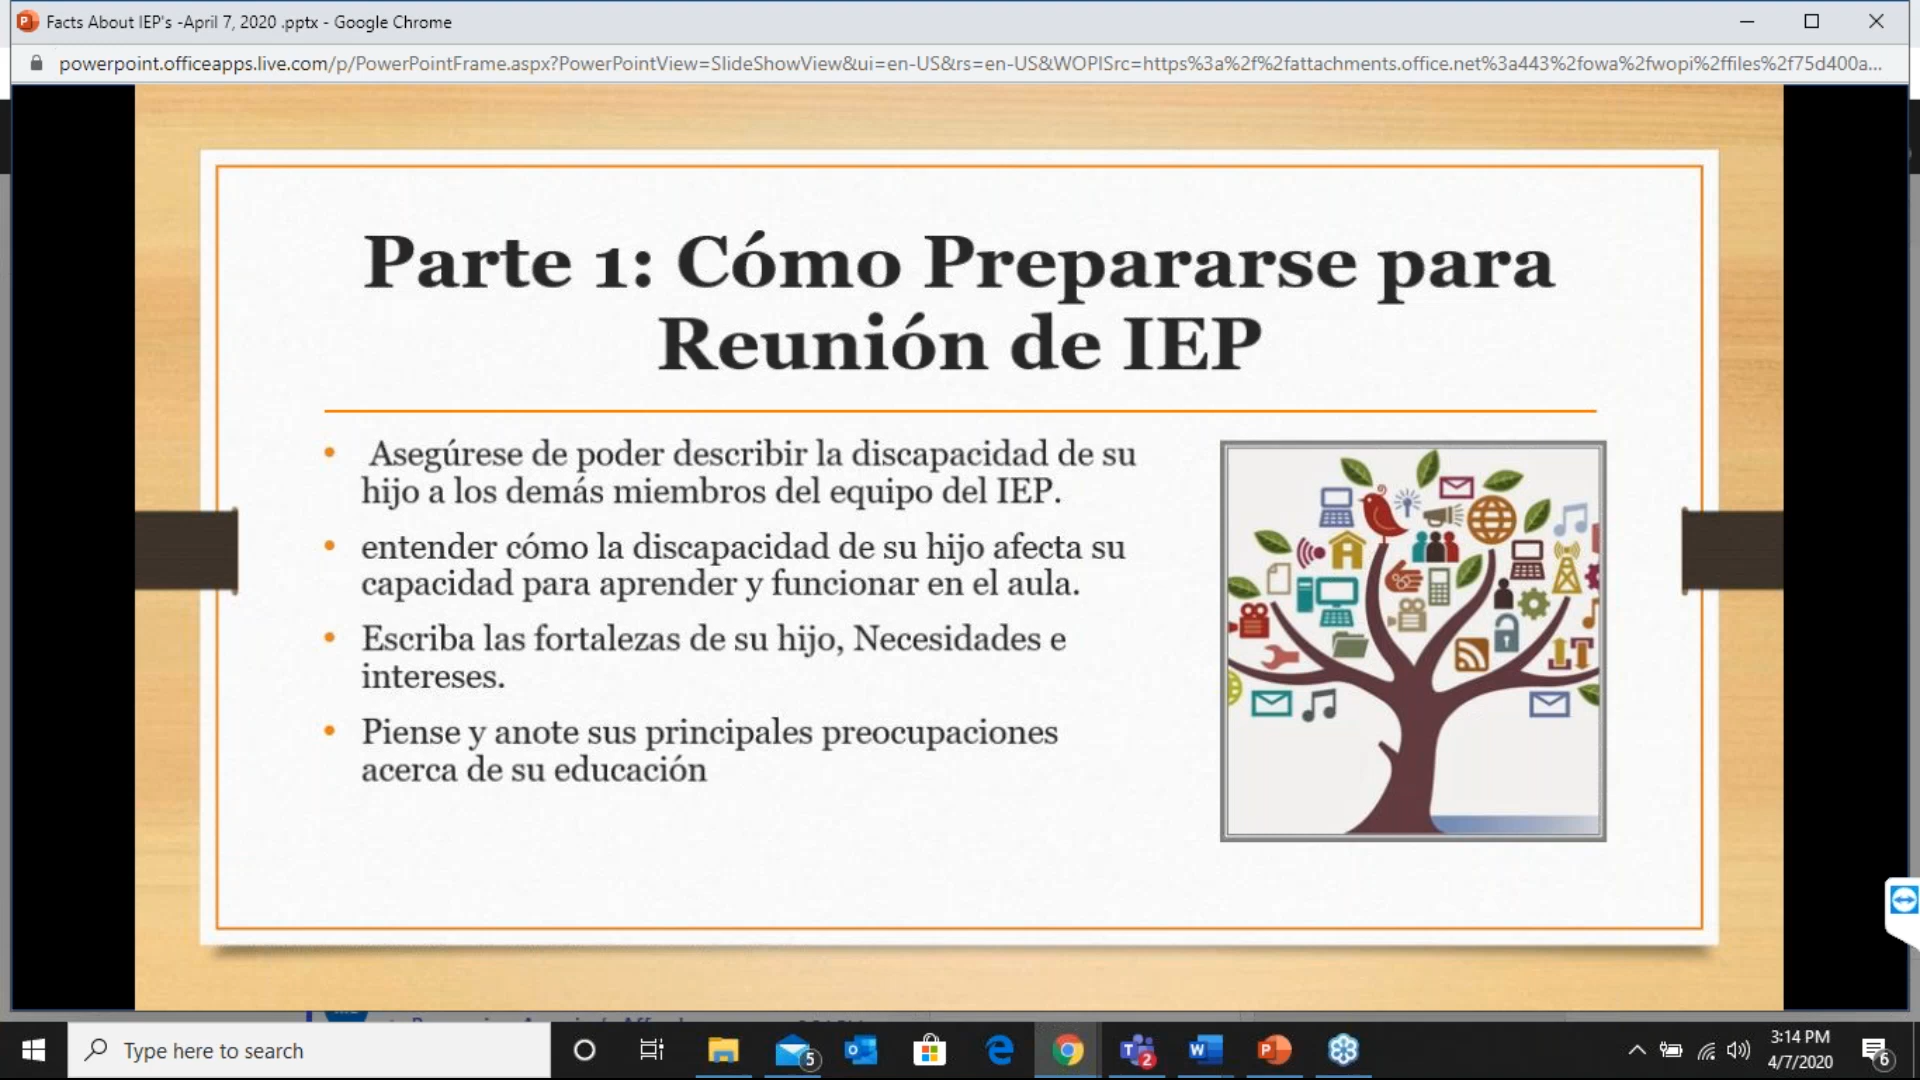 Facts About IEP's -April 7, 2020 .pptx - Google Chrome
powerpoint.officeapps.live.com/p/PowerPointFrame.aspx?PowerPointView=SlideShowView&ui=en-US&rs=en-US&WOPISrc=https%3a%2f%2fattachments.office.net%3a443%2fowa%2fwopi%2ffiles%2f75d400a...
Parte 1: Cómo Prepararse para
Reunión de IEP
• Asegúrese de poder describir la discapacidad de su
hijo a los demás miembros del equipo del IEP.
• entender cómo la discapacidad de su hijo afecta su
capacidad para aprender y funcionar en el aula.
• Escriba las fortalezas de su hijo, Necesidades e
intereses.
• Piense y anote sus principales preocupaciones
acerca de su educación
Type here to search
5
2
3:14 PM
4/7/2020
6